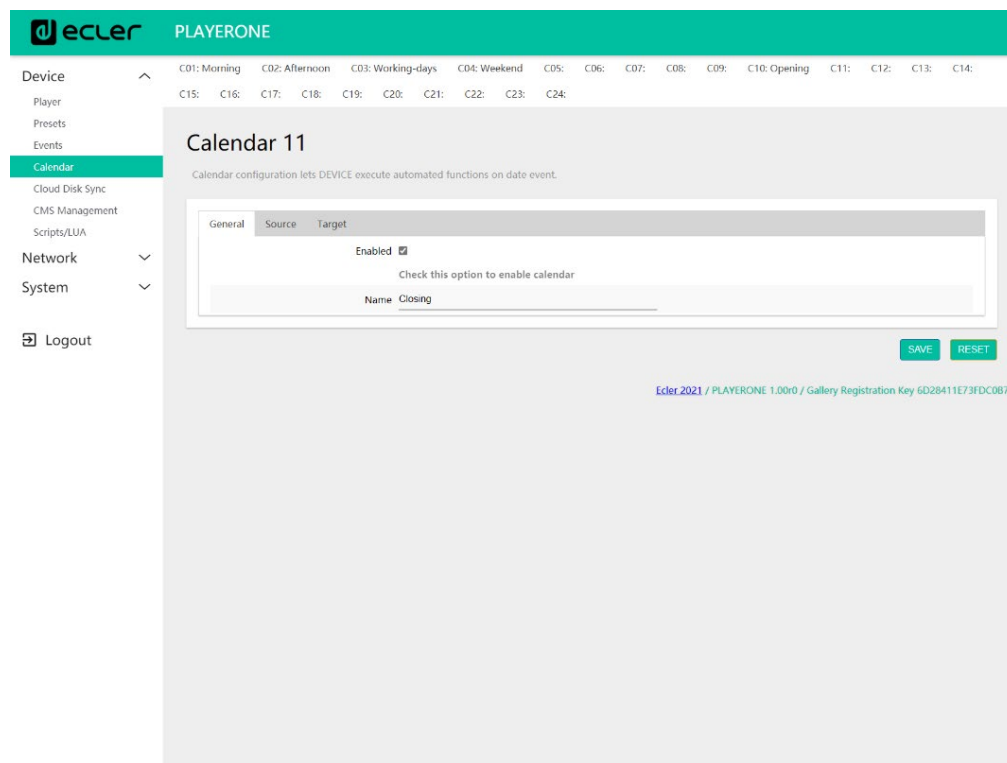 ecler PLAYERONE
Device
Player
Presets
Events
Calendar
Cloud Disk Sync
CMS Management
Scripts/LUA
Network
System
Logout
C01: Morning C02: Afternoon C03: Working-days C04: Weekend C05: C06: C07: C08: C09: C10: Opening C11: C12: C13: C14:
C15: C16: C17: C18: C19: C20: C21: C22: C23: C24:
Calendar 11
Calendar configuration lets DEVICE execute automated functions on date event.
General Source Target
Enabled
Check this option to enable calendar
Name Closing
SAVE RESET
Ecler 2021 / PLAYERONE 1.00r0 / Gallery Registration Key 6D28411E73FDC0B7